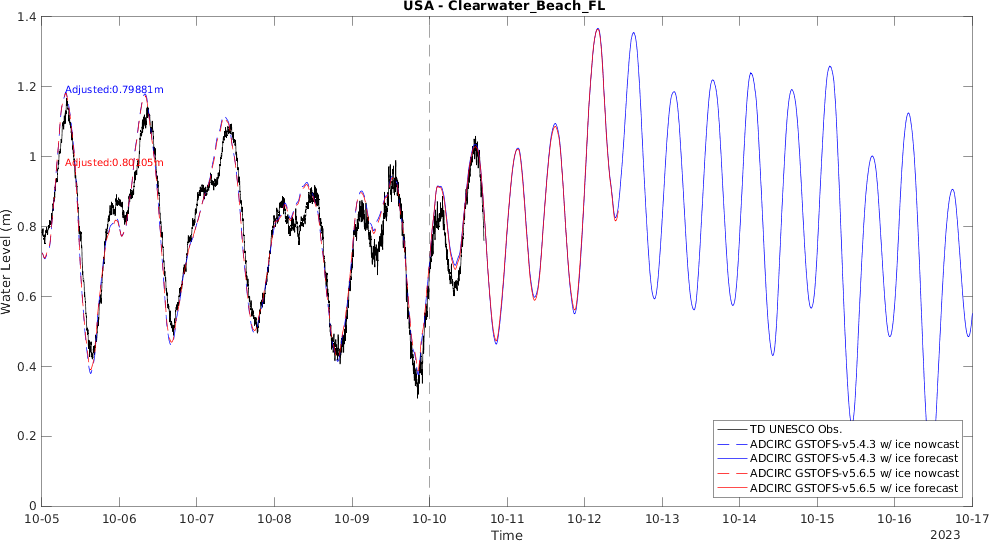 USA - Clearwater_Beach_FL
1.4
1.2
1
0.8
0.6
0.4
0.2
0
Water Level (m)
Adjusted:0.79881m
Adjusted:0.80105m
TD UNESCO Obs.
ADCIRC GSTOFS-v5.4.3 w/ ice nowcast
ADCIRC GSTOFS-v5.4.3 w/ ice forecast
ADCIRC GSTOFS-v5.6.5 w/ ice nowcast
ADCIRC GSTOFS-v5.6.5 w/ ice forecast
10-05 10-06 10-07 10-08 10-09 10-10 10-11 10-12 10-13 10-14 10-15 10-16 10-17
Time
2023